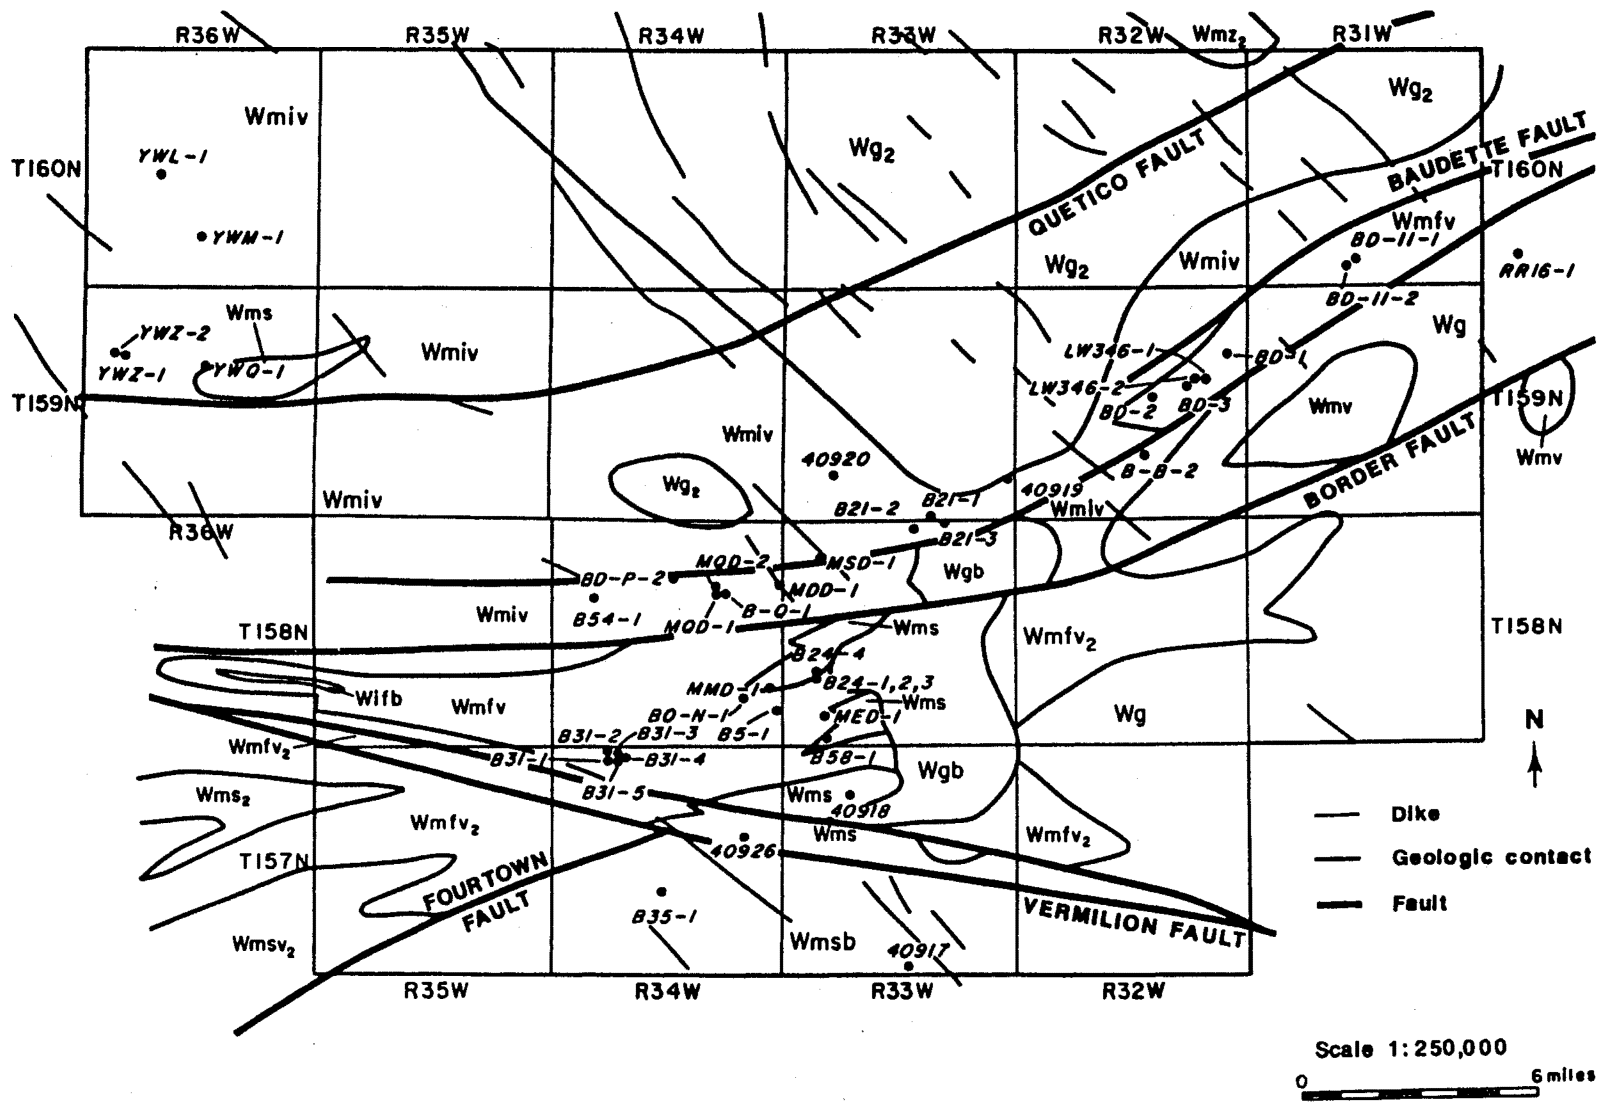 R36W
R35W
R34W
R33W
R32W
Wmz2
R31W
Wmiv
Wg2
Wg2
YWL-1
T160N
BAUDETTE FAULT
T160N
QUETICO FAULT
YWM-1
Wmfv
BD-11-1
Wg2
Wmiv
RR16-1
BD-11-2
Wms
YWZ-2
YWZ-1
YWQ-1
Wmiv
Wg
LW346-1
BD-1
LW346-2
BD-2
BD-3
T159N
Wmv
T159N
Wmiv
40920
B-B-2
BORDER FAULT
Wmv
Wg2
Wmiv
B21-2
B21-1
40919
Wmiv
R36W
B21-3
MQD-2
MSD-1
Wgb
BD-P-2
MDD-1
Wmiv
B54-1
B-Q-1
MQD-1
T158N
Wms
Wmfv2
T158N
B24-4
MMD-1
B24-1,2,3
Wifb
Wmfv
Wms
BO-N-1
MED-1
Wg
B5-1
N
Wmfv2
B31-2
B31-3
B31-1
B31-4
B58-1
Wgb
B31-5
Wms2
Wms
40918
Wmfv2
Wms
Wmfv2
40926
T157N
FOURTOWN
FAULT
B35-1
VERMILION FAULT
Wmsv2
Wmsb
40917
R35W
R34W
R33W
R32W
Dike
Geologic contact
Fault
Scale 1:250,000
0
6 miles